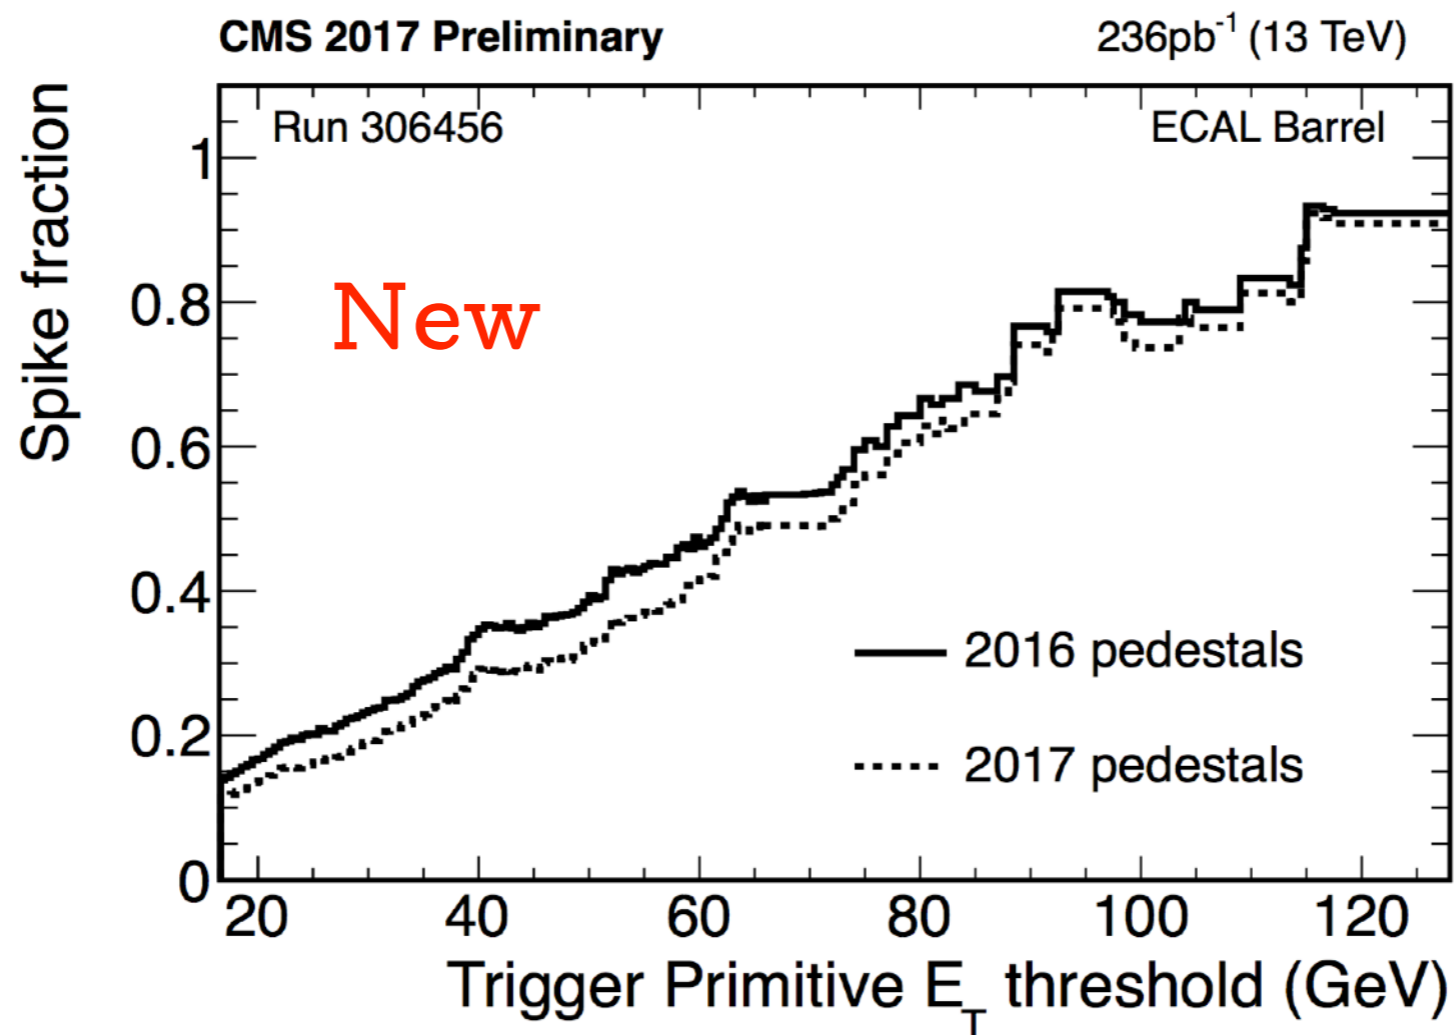 CMS 2017 Preliminary 236pb⁻¹ (13 TeV)
Run 306456 ECAL Barrel
New
Spike fraction
1
0.8
0.6
0.4
0.2
0
2016 pedestals
2017 pedestals
20 40 60 80 100 120
Trigger Primitive E_T threshold (GeV)